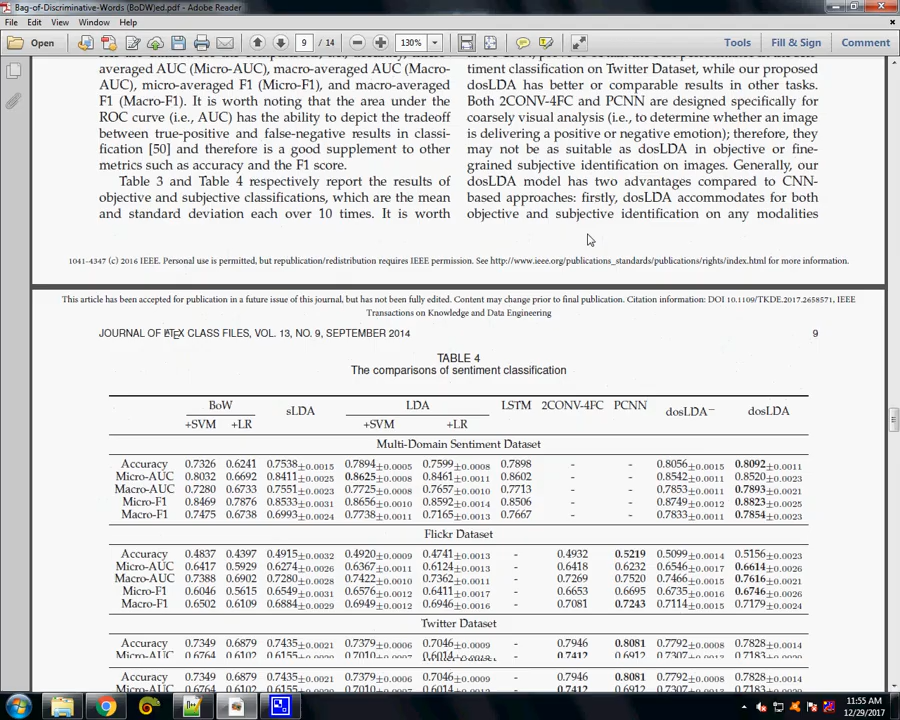 Bag-of-Discriminative-Words (BoDW)ed.pdf - Adobe Reader
File Edit View Window Help
Open 9 / 14 130% Tools Fill & Sign Comment
averaged AUC (Micro-AUC), macro-averaged AUC (Macro-
AUC), micro-averaged F1 (Micro-F1), and macro-averaged
F1 (Macro-F1). It is worth noting that the area under the
ROC curve (i.e., AUC) has the ability to depict the tradeoff
between true-positive and false-negative results in classi-
fication [50] and therefore is a good supplement to other
metrics such as accuracy and the F1 score.
Table 3 and Table 4 respectively report the results of
objective and subjective classifications, which are the mean
and standard deviation each over 10 times. It is worth
timent classification on Twitter Dataset, while our proposed
dosLDA has better or comparable results in other tasks.
Both 2CONV-4FC and PCNN are designed specifically for
coarsely visual analysis (i.e., to determine whether an image
is delivering a positive or negative emotion); therefore, they
may not be as suitable as dosLDA in objective or fine-
grained subjective identification on images. Generally, our
dosLDA model has two advantages compared to CNN-
based approaches: firstly, dosLDA accommodates for both
objective and subjective identification on any modalities
1041-4347 (c) 2016 IEEE. Personal use is permitted, but republication/redistribution requires IEEE permission. See http://www.ieee.org/publications_standards/publications/rights/index.html for more information.
This article has been accepted for publication in a future issue of this journal, but has not been fully edited. Content may change prior to final publication. Citation information: DOI 10.1109/TKDE.2017.2658571, IEEE
Transactions on Knowledge and Data Engineering
JOURNAL OF LATEX CLASS FILES, VOL. 13, NO. 9, SEPTEMBER 2014 9
TABLE 4
The comparisons of sentiment classification
BoW sLDA LDA LSTM 2CONV-4FC PCNN dosLDA− dosLDA
+SVM +LR +SVM +LR
Multi-Domain Sentiment Dataset
Accuracy 0.7326 0.6241 0.7538±0.0015 0.7894±0.0005 0.7599±0.0008 0.7898 - - 0.8056±0.0015 0.8092±0.0011
Micro-AUC 0.8032 0.6692 0.8411±0.0025 0.8625±0.0008 0.8461±0.0011 0.8602 - - 0.8542±0.0011 0.8520±0.0023
Macro-AUC 0.7280 0.6733 0.7551±0.0023 0.7725±0.0008 0.7657±0.0010 0.7713 - - 0.7853±0.0011 0.7893±0.0021
Micro-F1 0.8469 0.7876 0.8533±0.0031 0.8656±0.0010 0.8592±0.0014 0.8506 - - 0.8749±0.0012 0.8823±0.0025
Macro-F1 0.7475 0.6738 0.6993±0.0024 0.7738±0.0011 0.7165±0.0013 0.7667 - - 0.7833±0.0011 0.7854±0.0023
Flickr Dataset
Accuracy 0.4837 0.4397 0.4915±0.0032 0.4920±0.0009 0.4741±0.0013 - 0.4932 0.5219 0.5099±0.0014 0.5156±0.0023
Micro-AUC 0.6417 0.5929 0.6274±0.0026 0.6367±0.0011 0.6124±0.0013 - 0.6418 0.6232 0.6546±0.0017 0.6614±0.0026
Macro-AUC 0.7388 0.6902 0.7280±0.0028 0.7422±0.0010 0.7362±0.0011 - 0.7269 0.7520 0.7466±0.0015 0.7616±0.0021
Micro-F1 0.6046 0.5615 0.6549±0.0031 0.6576±0.0012 0.6411±0.0017 - 0.6653 0.6695 0.6735±0.0016 0.6746±0.0026
Macro-F1 0.6502 0.6109 0.6884±0.0029 0.6949±0.0012 0.6946±0.0016 - 0.7081 0.7243 0.7114±0.0015 0.7179±0.0024
Twitter Dataset
Accuracy 0.7349 0.6879 0.7435±0.0021 0.7379±0.0006 0.7046±0.0009 - 0.7946 0.8081 0.7792±0.0008 0.7828±0.0014
Accuracy 0.7349 0.6879 0.7435±0.0021 0.7379±0.0006 0.7046±0.0009 - 0.7946 0.8081 0.7792±0.0008 0.7828±0.0014
11:55 AM
12/29/2017